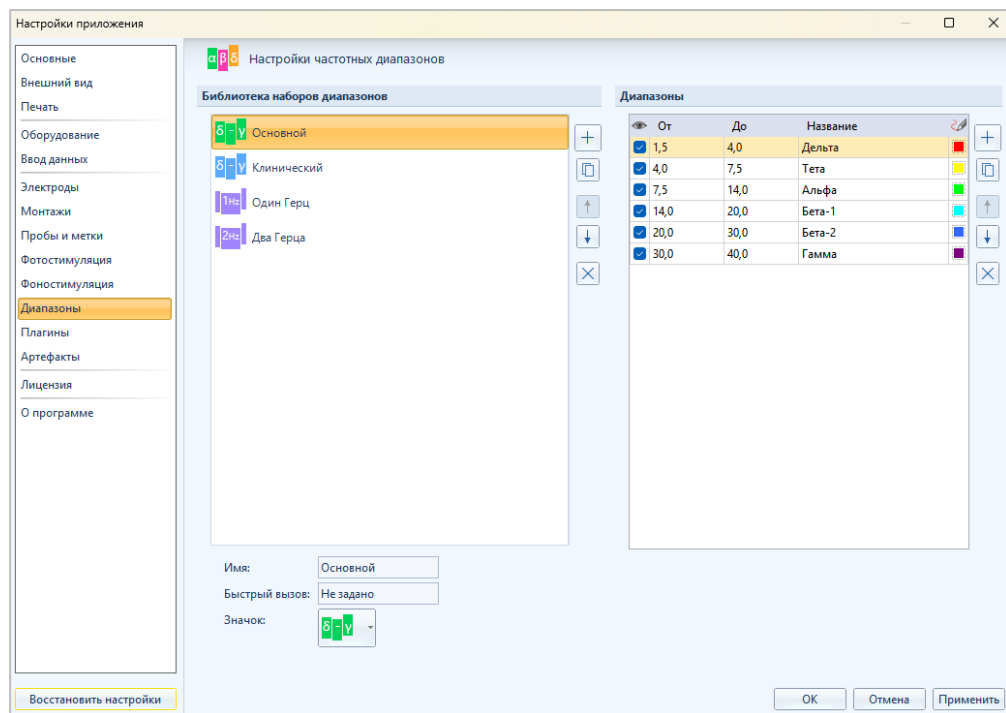 Настройки приложения
Основные
Внешний вид
Печать
Оборудование
Ввод данных
Электроды
Монтажи
Пробы и метки
Фотостимуляция
Фоностимуляция
Диапазоны
Плагины
Артефакты
Лицензия
О программе
Восстановить настройки
αβδ Настройки частотных диапазонов
Библиотека наборов диапазонов
δ-γ Основной
δ-γ Клинический
1Hz Один Герц
2Hz Два Герца
Имя: Основной
Быстрый вызов: Не задано
Значок: δ-γ
Диапазоны
От До Название
1,5 4,0 Дельта
4,0 7,5 Тета
7,5 14,0 Альфа
14,0 20,0 Бета-1
20,0 30,0 Бета-2
30,0 40,0 Гамма
ОК Отмена Применить